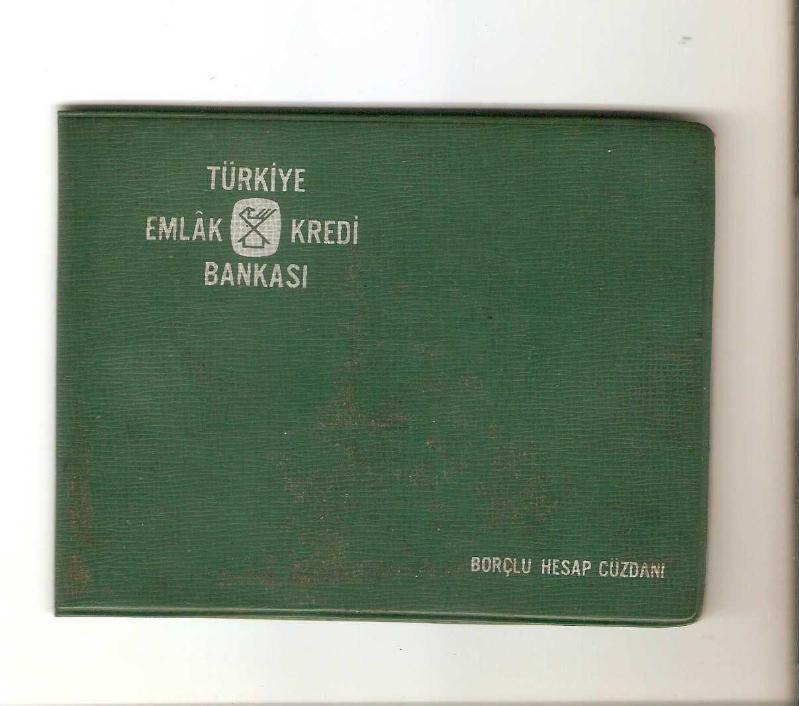 TÜRKİYE
EMLÂK KREDİ
BANKASI
BORÇLU HESAP CÜZDANI